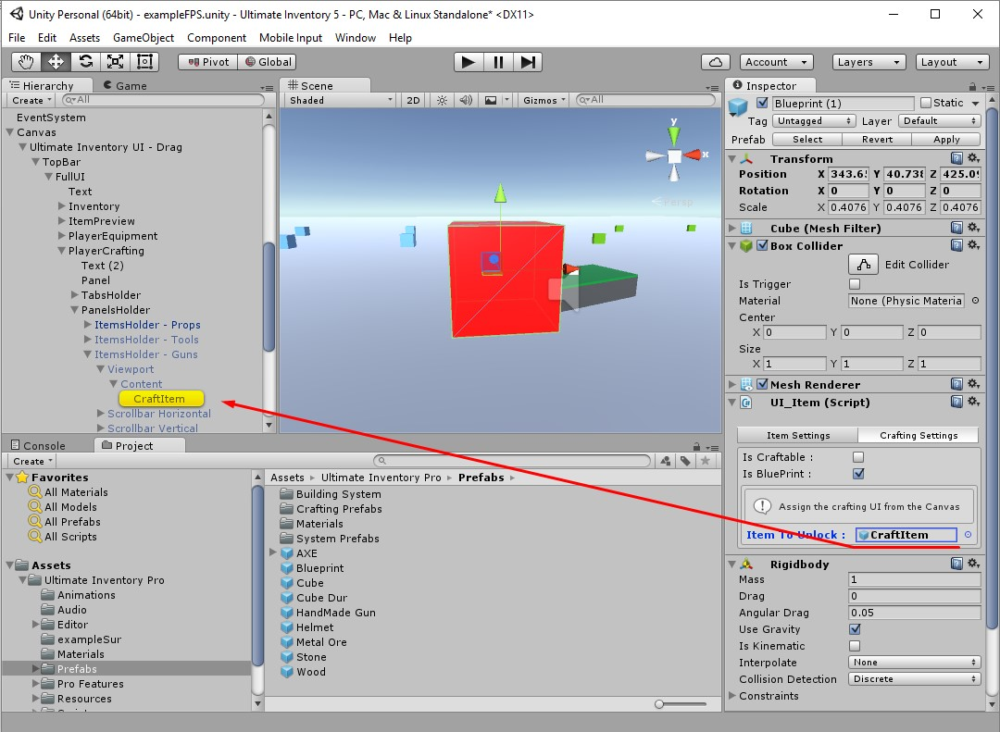 Unity Personal (64bit) - exampleFPS.unity - Ultimate Inventory 5 - PC, Mac & Linux Standalone* <DX11>
File Edit Assets GameObject Component Mobile Input Window Help
Pivot Global Account Layers Layout
Hierarchy Game
Create All
EventSystem
Canvas
Ultimate Inventory UI - Drag
TopBar
FullUI
Text
Inventory
ItemPreview
PlayerEquipment
PlayerCrafting
Text (2)
Panel
TabsHolder
PanelsHolder
ItemsHolder - Props
ItemsHolder - Tools
ItemsHolder - Guns
Viewport
Content
CraftItem
Scrollbar Horizontal
Scrollbar Vertical
Scene
Shaded 2D Gizmos All
y
x
Persp
Inspector
Blueprint (1) Static
Tag Untagged Layer Default
Prefab Select Revert Apply
Transform
Position X 343.6 Y 40.738 Z 425.0
Rotation X 0 Y 0 Z 0
Scale X 0.4076 Y 0.4076 Z 0.4076
Cube (Mesh Filter)
Box Collider
Edit Collider
Is Trigger
Material None (Physic Materia
Center
X 0 Y 0 Z 0
Size
X 1 Y 1 Z 1
Mesh Renderer
UI_Item (Script)
Item Settings Crafting Settings
Is Craftable :
Is BluePrint :
Assign the crafting UI from the Canvas
Item To Unlock : CraftItem
Rigidbody
Mass 1
Drag 0
Angular Drag 0.05
Use Gravity
Is Kinematic
Interpolate None
Collision Detection Discrete
Constraints
Console Project
Create
Favorites
All Materials
All Models
All Prefabs
All Scripts
Assets
Ultimate Inventory Pro
Animations
Audio
Editor
exampleSur
Materials
Prefabs
Pro Features
Resources
Assets Ultimate Inventory Pro Prefabs
Building System
Crafting Prefabs
Materials
System Prefabs
AXE
Blueprint
Cube
Cube Dur
HandMade Gun
Helmet
Metal Ore
Stone
Wood